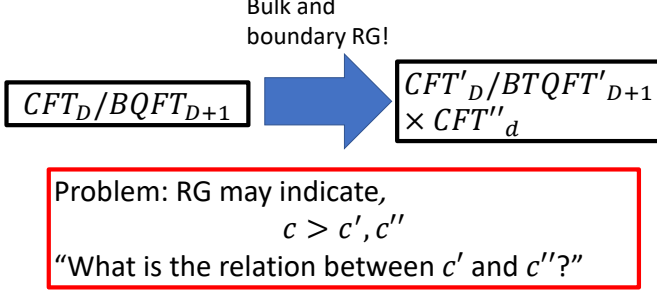 Bulk and
boundary RG!
CFT_D/BQFT_{D+1}
CFT'_D/BTQFT'_{D+1}
× CFT''_d
Problem: RG may indicate,
c > c', c''
“What is the relation between c' and c''?”